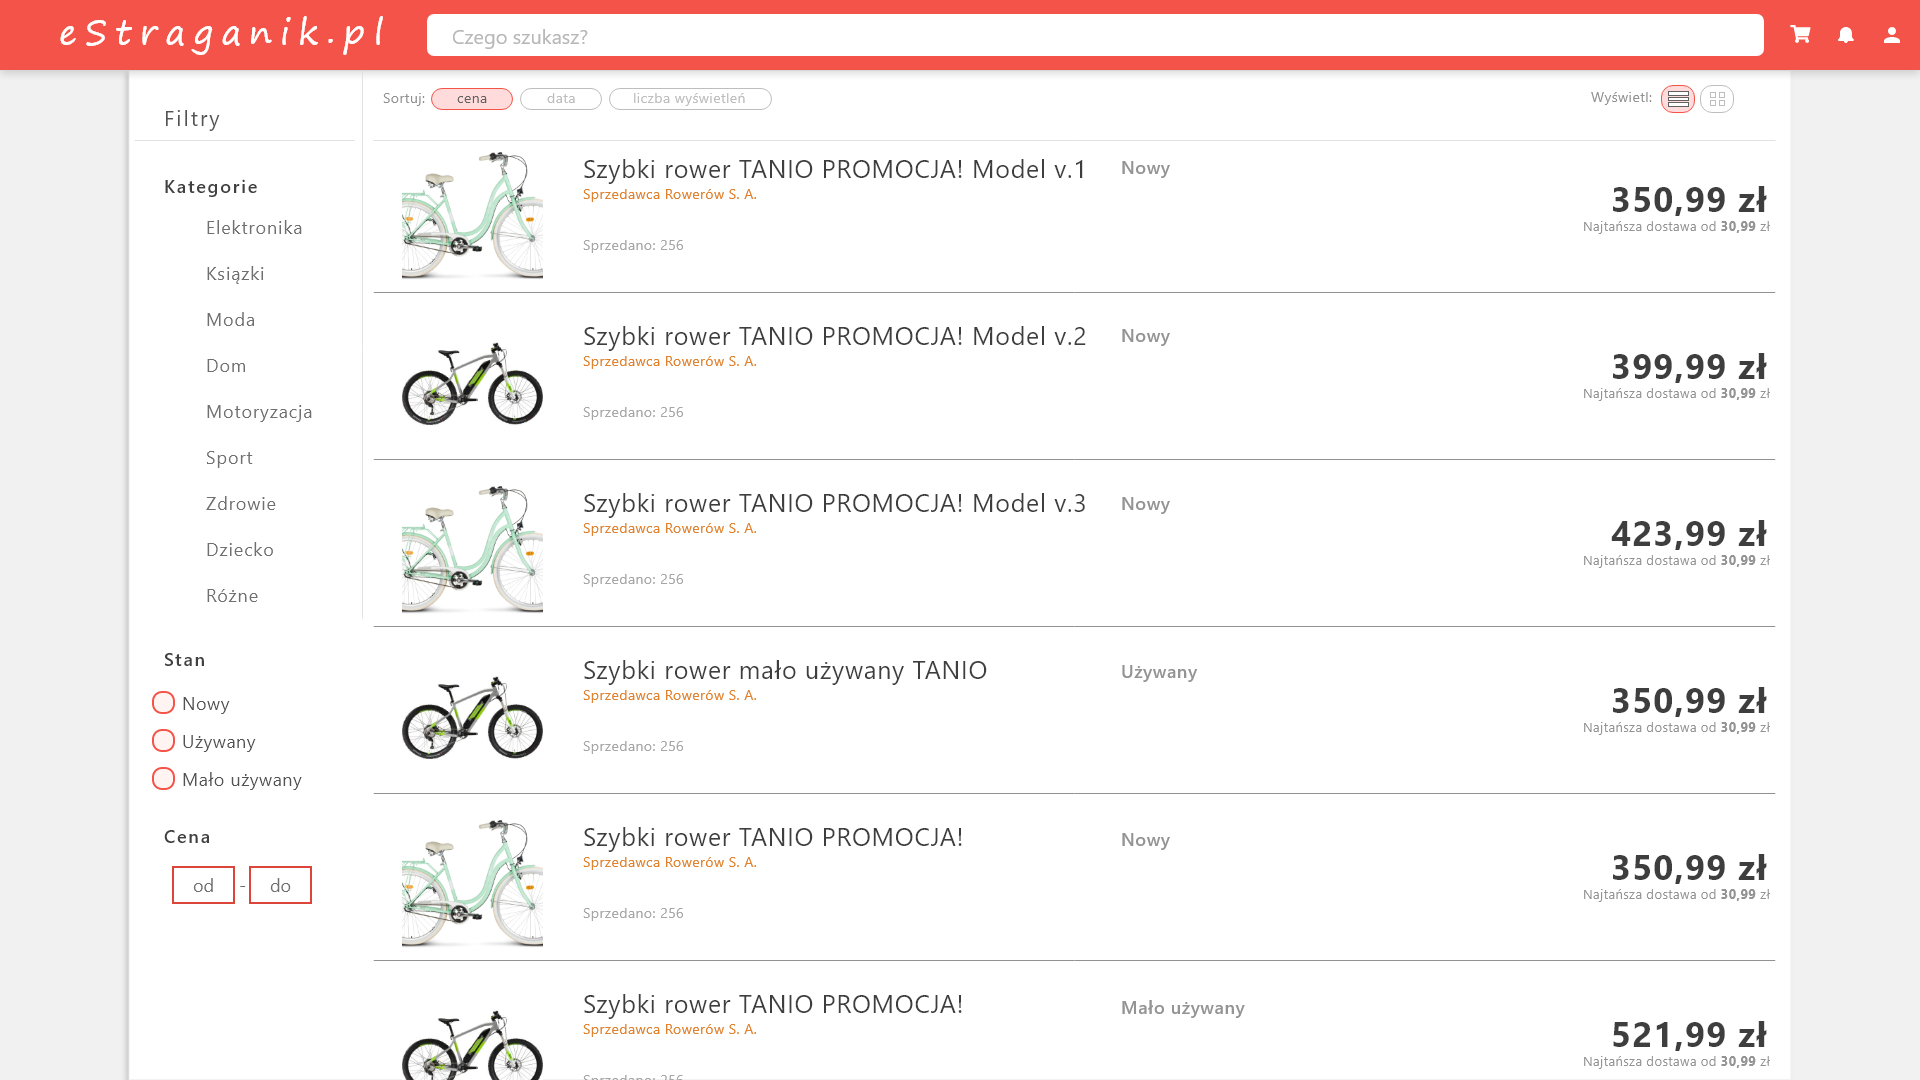 eStraganik.pl
Czego szukasz?
Filtry
Kategorie
Elektronika
Ksiązki
Moda
Dom
Motoryzacja
Sport
Zdrowie
Dziecko
Różne
Stan
Nowy
Używany
Mało używany
Cena
od - do
Sortuj: cena data liczba wyświetleń
Wyświetl:
Szybki rower TANIO PROMOCJA! Model v.1
Sprzedawca Rowerów S. A.
Sprzedano: 256
Nowy
350,99 zł
Najtańsza dostawa od 30,99 zł
Szybki rower TANIO PROMOCJA! Model v.2
Sprzedawca Rowerów S. A.
Sprzedano: 256
Nowy
399,99 zł
Najtańsza dostawa od 30,99 zł
Szybki rower TANIO PROMOCJA! Model v.3
Sprzedawca Rowerów S. A.
Sprzedano: 256
Nowy
423,99 zł
Najtańsza dostawa od 30,99 zł
Szybki rower mało używany TANIO
Sprzedawca Rowerów S. A.
Sprzedano: 256
Używany
350,99 zł
Najtańsza dostawa od 30,99 zł
Szybki rower TANIO PROMOCJA!
Sprzedawca Rowerów S. A.
Sprzedano: 256
Nowy
350,99 zł
Najtańsza dostawa od 30,99 zł
Szybki rower TANIO PROMOCJA!
Sprzedawca Rowerów S. A.
Sprzedano: 256
Mało używany
521,99 zł
Najtańsza dostawa od 30,99 zł